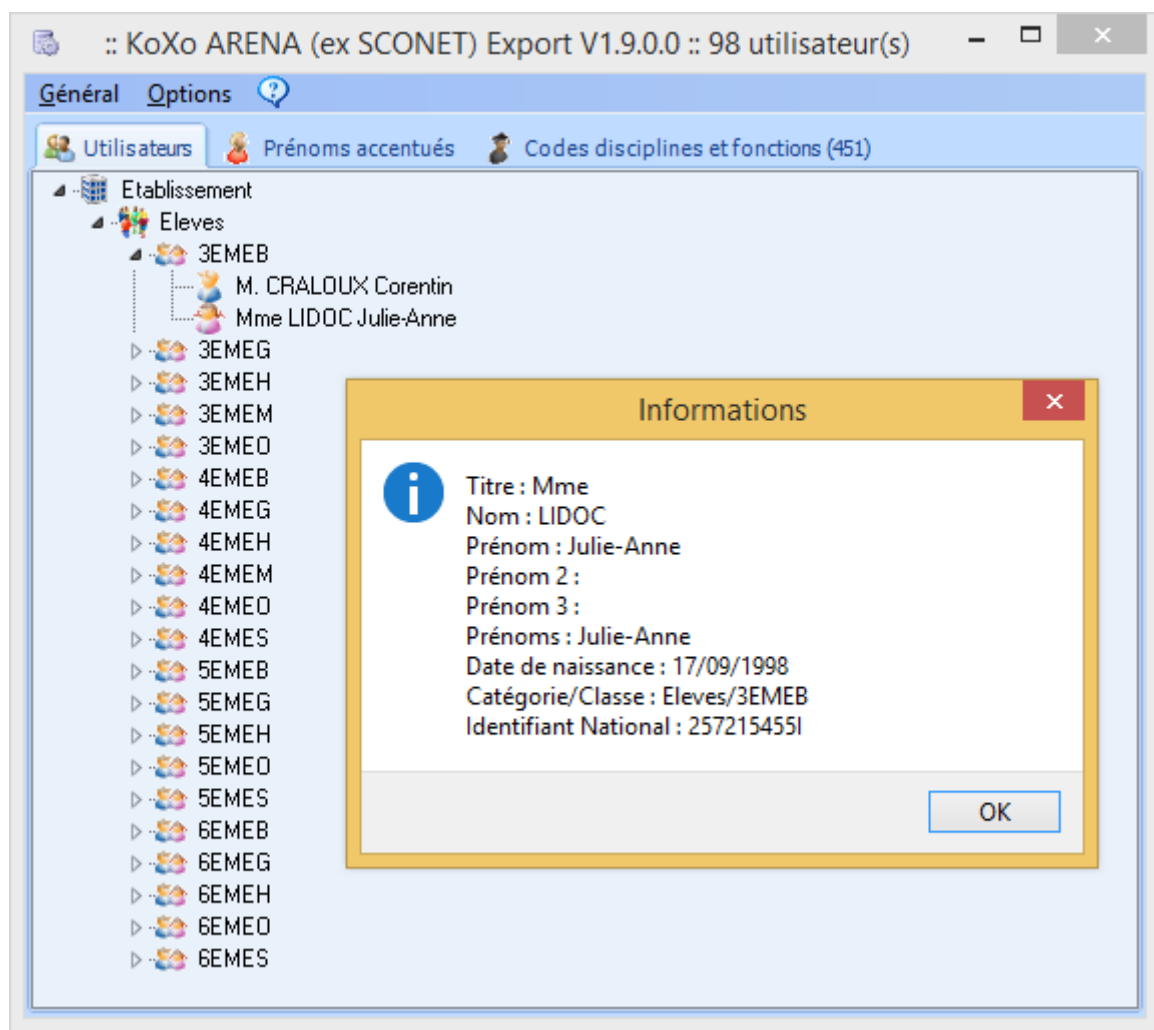 :: KoXo ARENA (ex SCONET) Export V1.9.0.0 :: 98 utilisateur(s)
Général Options
Utilisateurs Prénoms accentués Codes disciplines et fonctions (451)
Etablissement
Eleves
3EMEB
M. CRALOUX Corentin
Mme LIDOC Julie-Anne
3EMEG
3EMEH
3EMEM
3EMEO
4EMEB
4EMEG
4EMEH
4EMEM
4EMEO
4EMES
5EMEB
5EMEG
5EMEH
5EMEO
5EMES
6EMEB
6EMEG
6EMEH
6EMEO
6EMES
Informations
Titre : Mme
Nom : LIDOC
Prénom : Julie-Anne
Prénom 2 :
Prénom 3 :
Prénoms : Julie-Anne
Date de naissance : 17/09/1998
Catégorie/Classe : Eleves/3EMEB
Identifiant National : 257215455I
OK